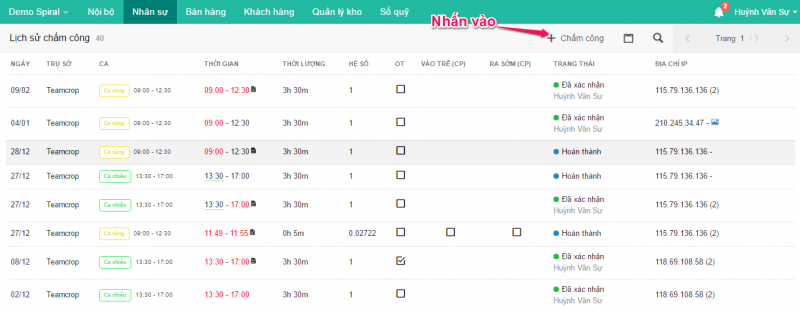 Demo Spiral Nội bộ Nhân sự Bán hàng Khách hàng Quản lý kho Sổ quỹ 2 Huỳnh Văn Sự
Nhấn vào
Lịch sử chấm công 40 + Chấm công Trang 1 / 1
NGÀY TRỤ SỞ CA THỜI GIAN THỜI LƯỢNG HỆ SỐ OT VÀO TRỄ (CP) RA SỚM (CP) TRẠNG THÁI ĐỊA CHỈ IP
09/02 Teamcrop Ca sáng 09:00 - 12:30 09:00 - 12:30 3h 30m 1 Đã xác nhận 115.79.136.136 (2)
Huỳnh Văn Sự
04/01 Teamcrop Ca sáng 09:00 - 12:30 09:00 - 12:30 3h 30m 1 Đã xác nhận 210.245.34.47 -
Huỳnh Văn Sự
28/12 Teamcrop Ca sáng 09:00 - 12:30 09:00 - 12:30 3h 30m 1 Hoàn thành 115.79.136.136 -
27/12 Teamcrop Ca chiều 13:30 - 17:00 13:30 - 17:00 3h 30m 1 Hoàn thành 115.79.136.136 -
27/12 Teamcrop Ca chiều 13:30 - 17:00 13:30 - 17:00 3h 30m 1 Đã xác nhận 115.79.136.136 (2)
Huỳnh Văn Sự
27/12 Teamcrop Ca sáng 09:00 - 12:30 11:49 - 11:55 0h 5m 0.02722 Hoàn thành 115.79.136.136 (2)
08/12 Teamcrop Ca chiều 13:30 - 17:00 13:30 - 17:00 3h 30m 1 Đã xác nhận 118.69.108.58 (2)
Huỳnh Văn Sự
02/12 Teamcrop Ca chiều 13:30 - 17:00 13:30 - 17:00 3h 30m 1 Đã xác nhận 118.69.108.58 (2)
Huỳnh Văn Sự